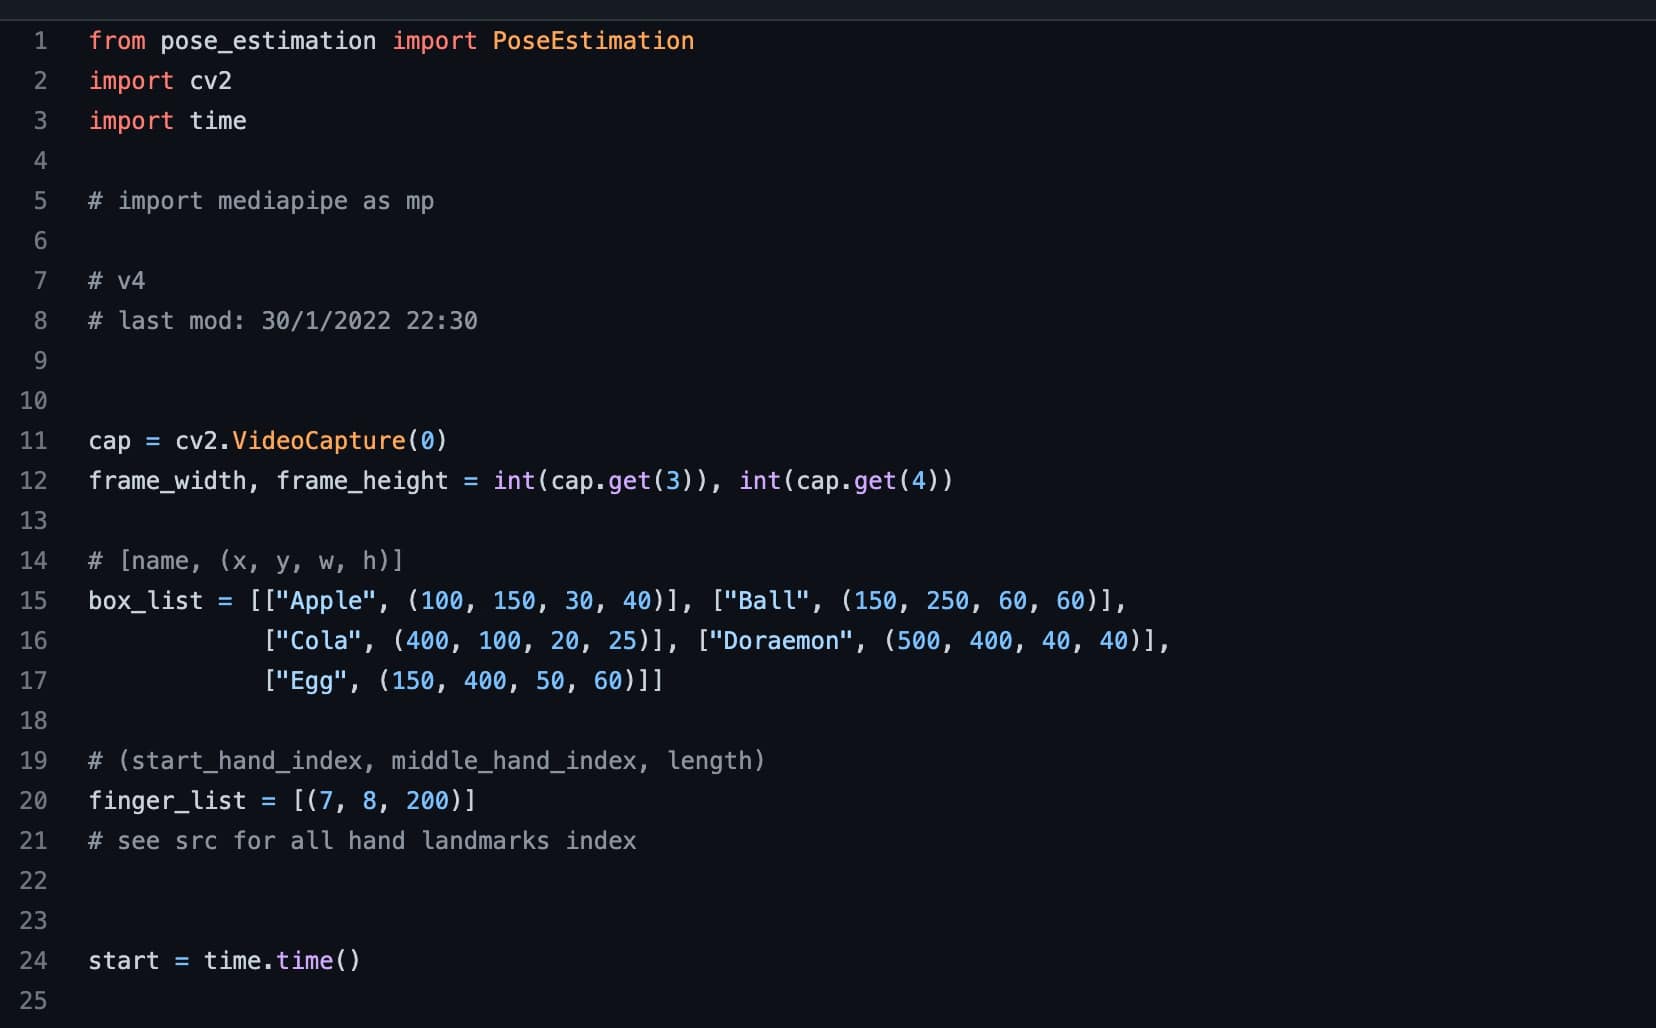 1 from pose_estimation import PoseEstimation
2 import cv2
3 import time
4
5 # import mediapipe as mp
6
7 # v4
8 # last mod: 30/1/2022 22:30
9
10
11 cap = cv2.VideoCapture(0)
12 frame_width, frame_height = int(cap.get(3)), int(cap.get(4))
13
14 # [name, (x, y, w, h)]
15 box_list = [["Apple", (100, 150, 30, 40)], ["Ball", (150, 250, 60, 60)],
16             ["Cola", (400, 100, 20, 25)], ["Doraemon", (500, 400, 40, 40)],
17             ["Egg", (150, 400, 50, 60)]]
18
19 # (start_hand_index, middle_hand_index, length)
20 finger_list = [(7, 8, 200)]
21 # see src for all hand landmarks index
22
23
24 start = time.time()
25